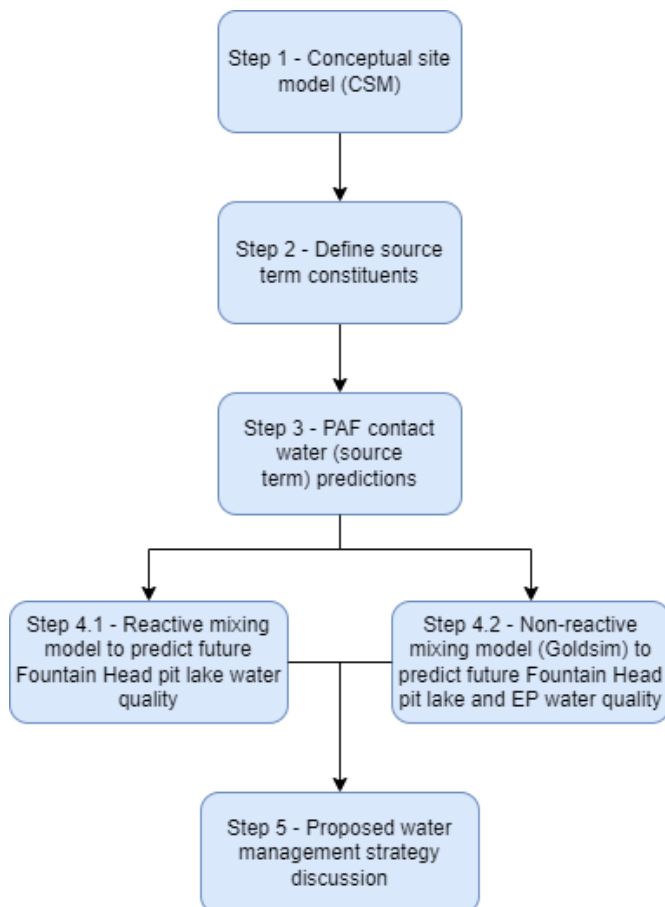 Step 1 - Conceptual site
model (CSM)
Step 2 - Define source
term constituents
Step 3 - PAF contact
water (source
term) predictions
Step 4.1 - Reactive mixing
model to predict future
Fountain Head pit lake water
quality
Step 4.2 - Non-reactive
mixing model (Goldsim) to
predict future Fountain Head
pit lake and EP water quality
Step 5 - Proposed water
management strategy
discussion